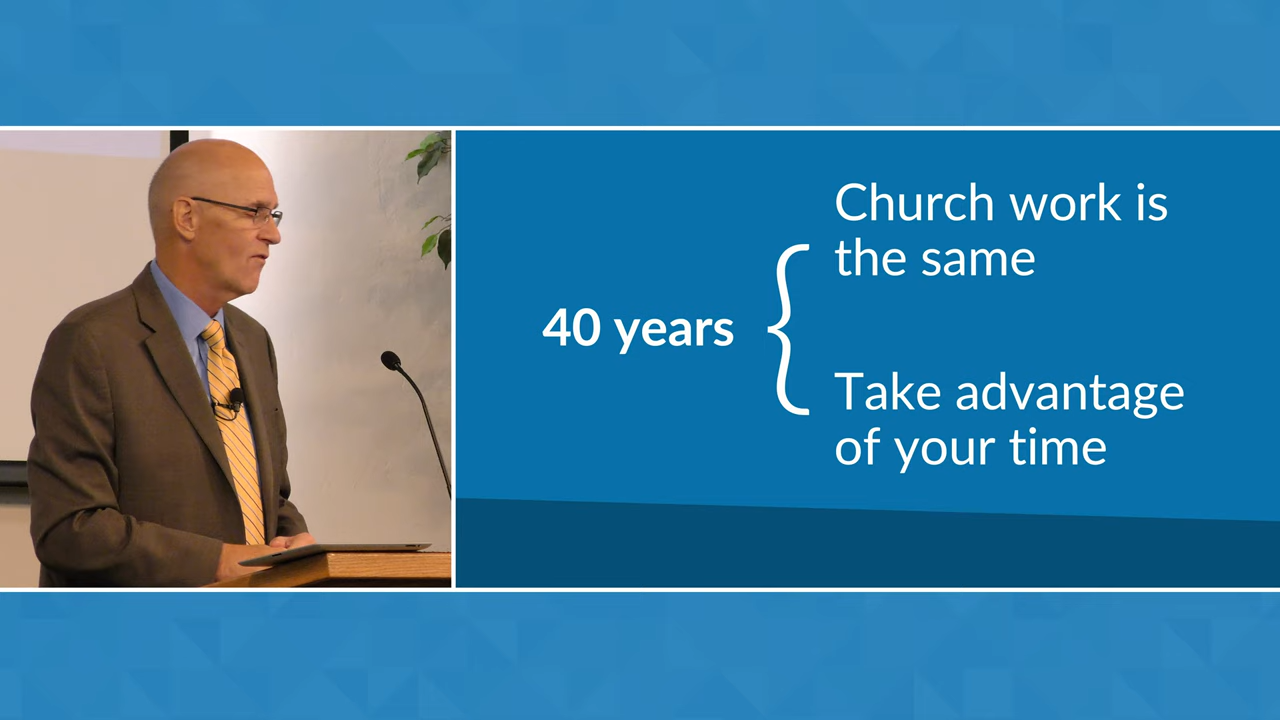 Church work is
the same
40 years
Take advantage
of your time